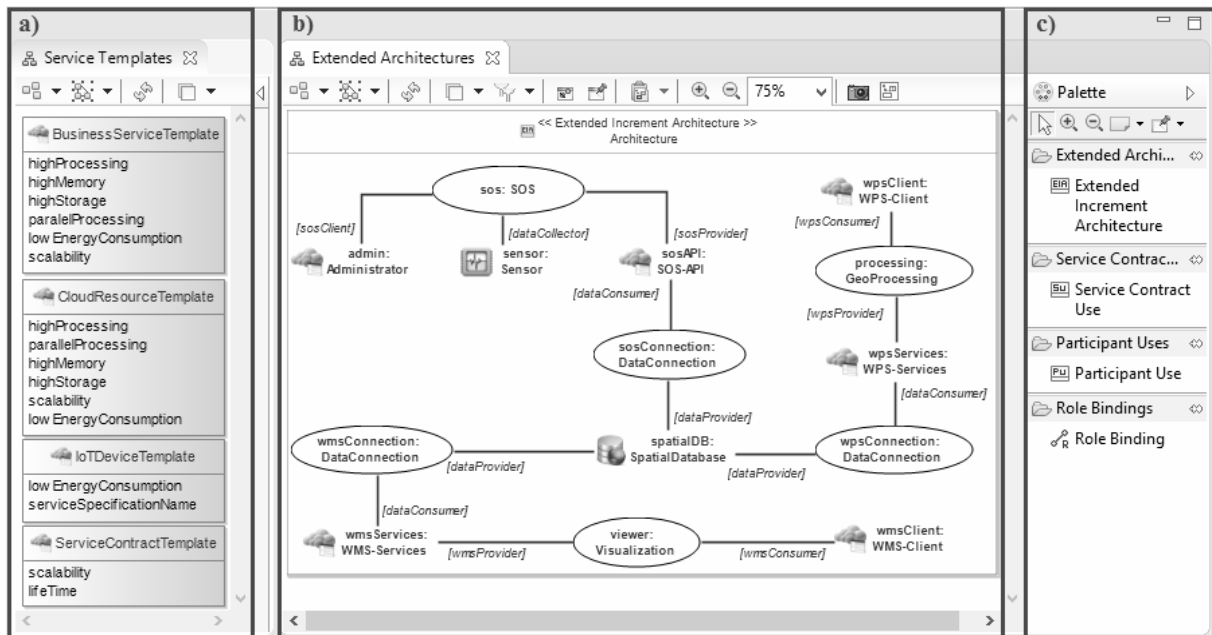 a)
Service Templates
BusinessServiceTemplate
highProcessing
highMemory
highStorage
paralelProcessing
low EnergyConsumption
scalability
CloudResourceTemplate
highProcessing
parallelProcessing
highMemory
highStorage
scalability
low EnergyConsumption
IoTDeviceTemplate
low EnergyConsumption
serviceSpecificationName
ServiceContractTemplate
scalability
lifeTime
b)
Extended Architectures
75%
EIA
<< Extended Increment Architecture >>
Architecture
sos: SOS
[sosClient]
[dataCollector]
[sosProvider]
admin:
Administrator
sensor:
Sensor
sosAPI:
SOS-API
wpsClient:
WPS-Client
[wpsConsumer]
processing:
GeoProcessing
[dataConsumer]
[wpsProvider]
sosConnection:
DataConnection
wpsServices:
WPS-Services
[dataConsumer]
[dataProvider]
wmsConnection:
DataConnection
spatialDB:
SpatialDatabase
wpsConnection:
DataConnection
[dataProvider]
[dataProvider]
[dataConsumer]
wmsServices:
WMS-Services
viewer:
Visualization
wmsClient:
WMS-Client
[wmsProvider]
[wmsConsumer]
c)
Palette
Extended Archi...
EIA Extended
Increment
Architecture
Service Contrac...
Su Service Contract
Use
Participant Uses
Pu Participant Use
Role Bindings
R Role Binding